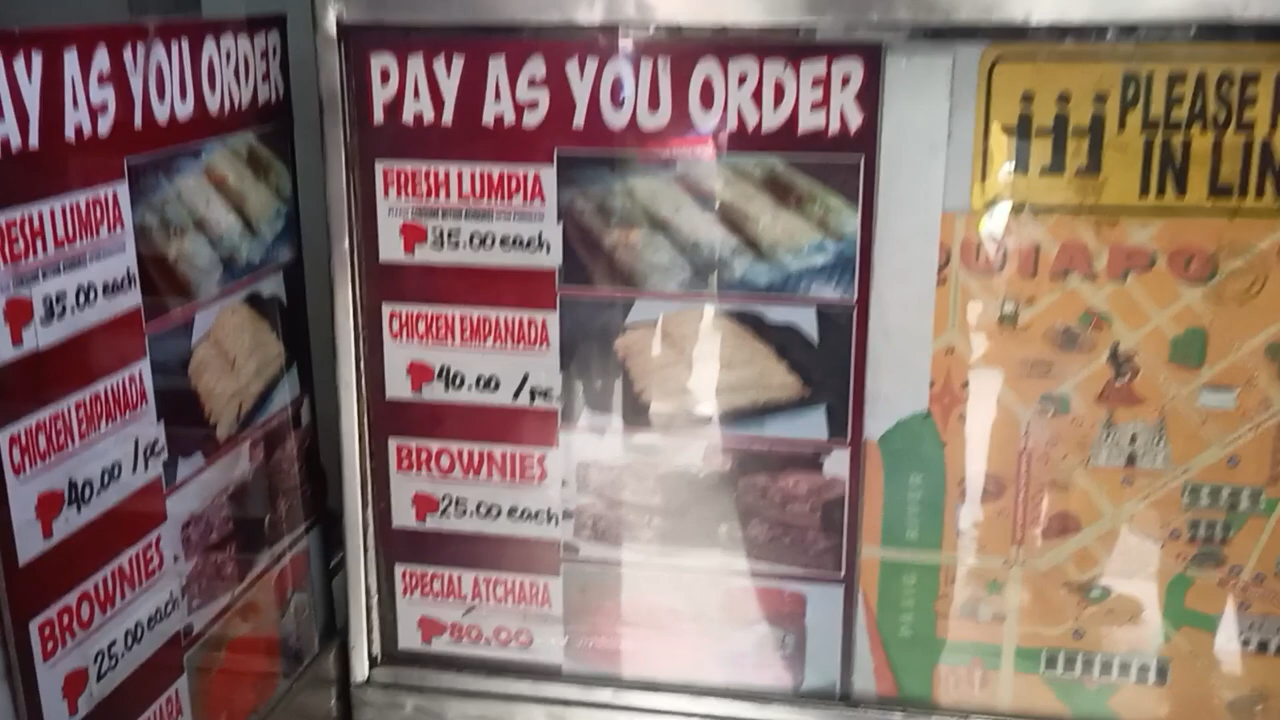 AY AS YOU ORDER
RESH LUMPIA
₱35.00 each
CHICKEN EMPANADA
₱40.00 /pc.
BROWNIES
₱25.00 each
PAY AS YOU ORDER
FRESH LUMPIA
₱35.00 each
CHICKEN EMPANADA
₱40.00 /pc.
BROWNIES
₱25.00 each
SPECIAL ATCHARA
₱80.00
PLEASE
IN LIN
QUIAPO
PASIG RIVER